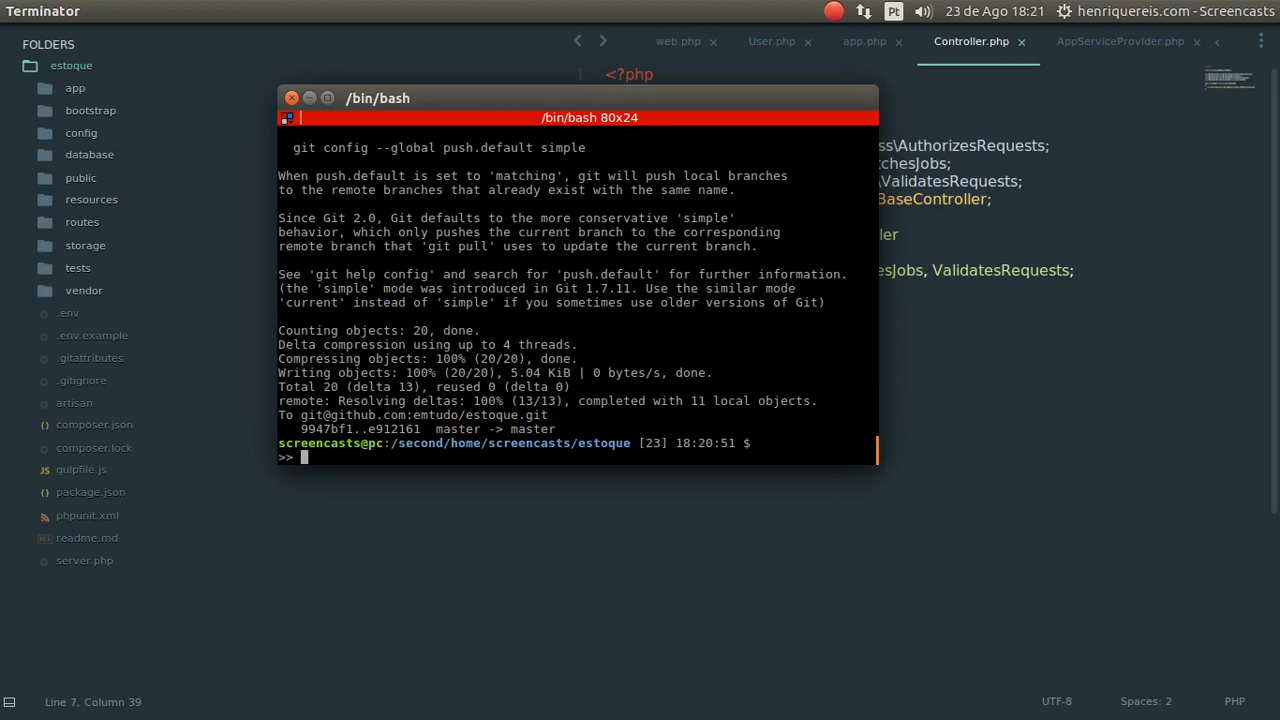 Terminator
Pt
23 de Ago 18:21
henriquereis.com - Screencasts
FOLDERS
estoque
app
bootstrap
config
database
public
resources
routes
storage
tests
vendor
.env
.env.example
.gitattributes
.gitignore
artisan
{} composer.json
composer.lock
JS gulpfile.js
{} package.json
phpunit.xml
readme.md
server.php
web.php ×
User.php ×
app.php ×
Controller.php ×
AppServiceProvider.php ×
1 <?php
ss\AuthorizesRequests;
tchesJobs;
\ValidatesRequests;
BaseController;
ler
esJobs, ValidatesRequests;
/bin/bash
/bin/bash 80x24
git config --global push.default simple
When push.default is set to 'matching', git will push local branches
to the remote branches that already exist with the same name.
Since Git 2.0, Git defaults to the more conservative 'simple'
behavior, which only pushes the current branch to the corresponding
remote branch that 'git pull' uses to update the current branch.
See 'git help config' and search for 'push.default' for further information.
(the 'simple' mode was introduced in Git 1.7.11. Use the similar mode
'current' instead of 'simple' if you sometimes use older versions of Git)
Counting objects: 20, done.
Delta compression using up to 4 threads.
Compressing objects: 100% (20/20), done.
Writing objects: 100% (20/20), 5.04 KiB | 0 bytes/s, done.
Total 20 (delta 13), reused 0 (delta 0)
remote: Resolving deltas: 100% (13/13), completed with 11 local objects.
To git@github.com:emtudo/estoque.git
9947bf1..e912161  master -> master
screencasts@pc:/second/home/screencasts/estoque [23] 18:20:51 $
>>
Line 7, Column 39
UTF-8
Spaces: 2
PHP